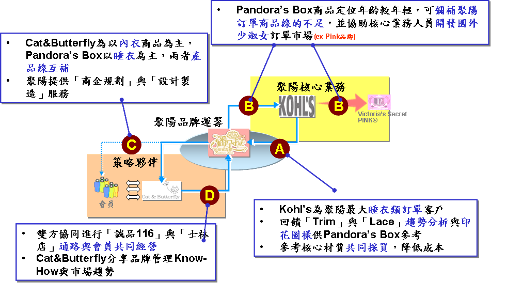 • Pandora's Box商品定位年齡較年輕，可彌補聚陽
訂單商品線的不足，並協助核心業務人員開發國外
少淑女訂單市場(ex Pink品牌)
• Cat&Butterfly為以內衣商品為主，
Pandora's Box以睡衣為主，兩者產
品線互補
• 聚陽提供「商企規劃」與「設計製
造」服務
聚陽核心業務
B
KOHL'S
B
Victoria's Secret
PINK®
聚陽品牌運籌
C
A
策略夥伴
會員
Cat & Butterfly
D
• Kohl's為聚陽最大睡衣類訂單客戶
• 回饋「Trim」與「Lace」趨勢分析與印
花圖樣供Pandora's Box參考
• 參考核心材質共同採買，降低成本
• 雙方協同進行「誠品116」與「士林
店」通路與會員共同經營
• Cat&Butterfly分享品牌管理Know-
How與市場趨勢